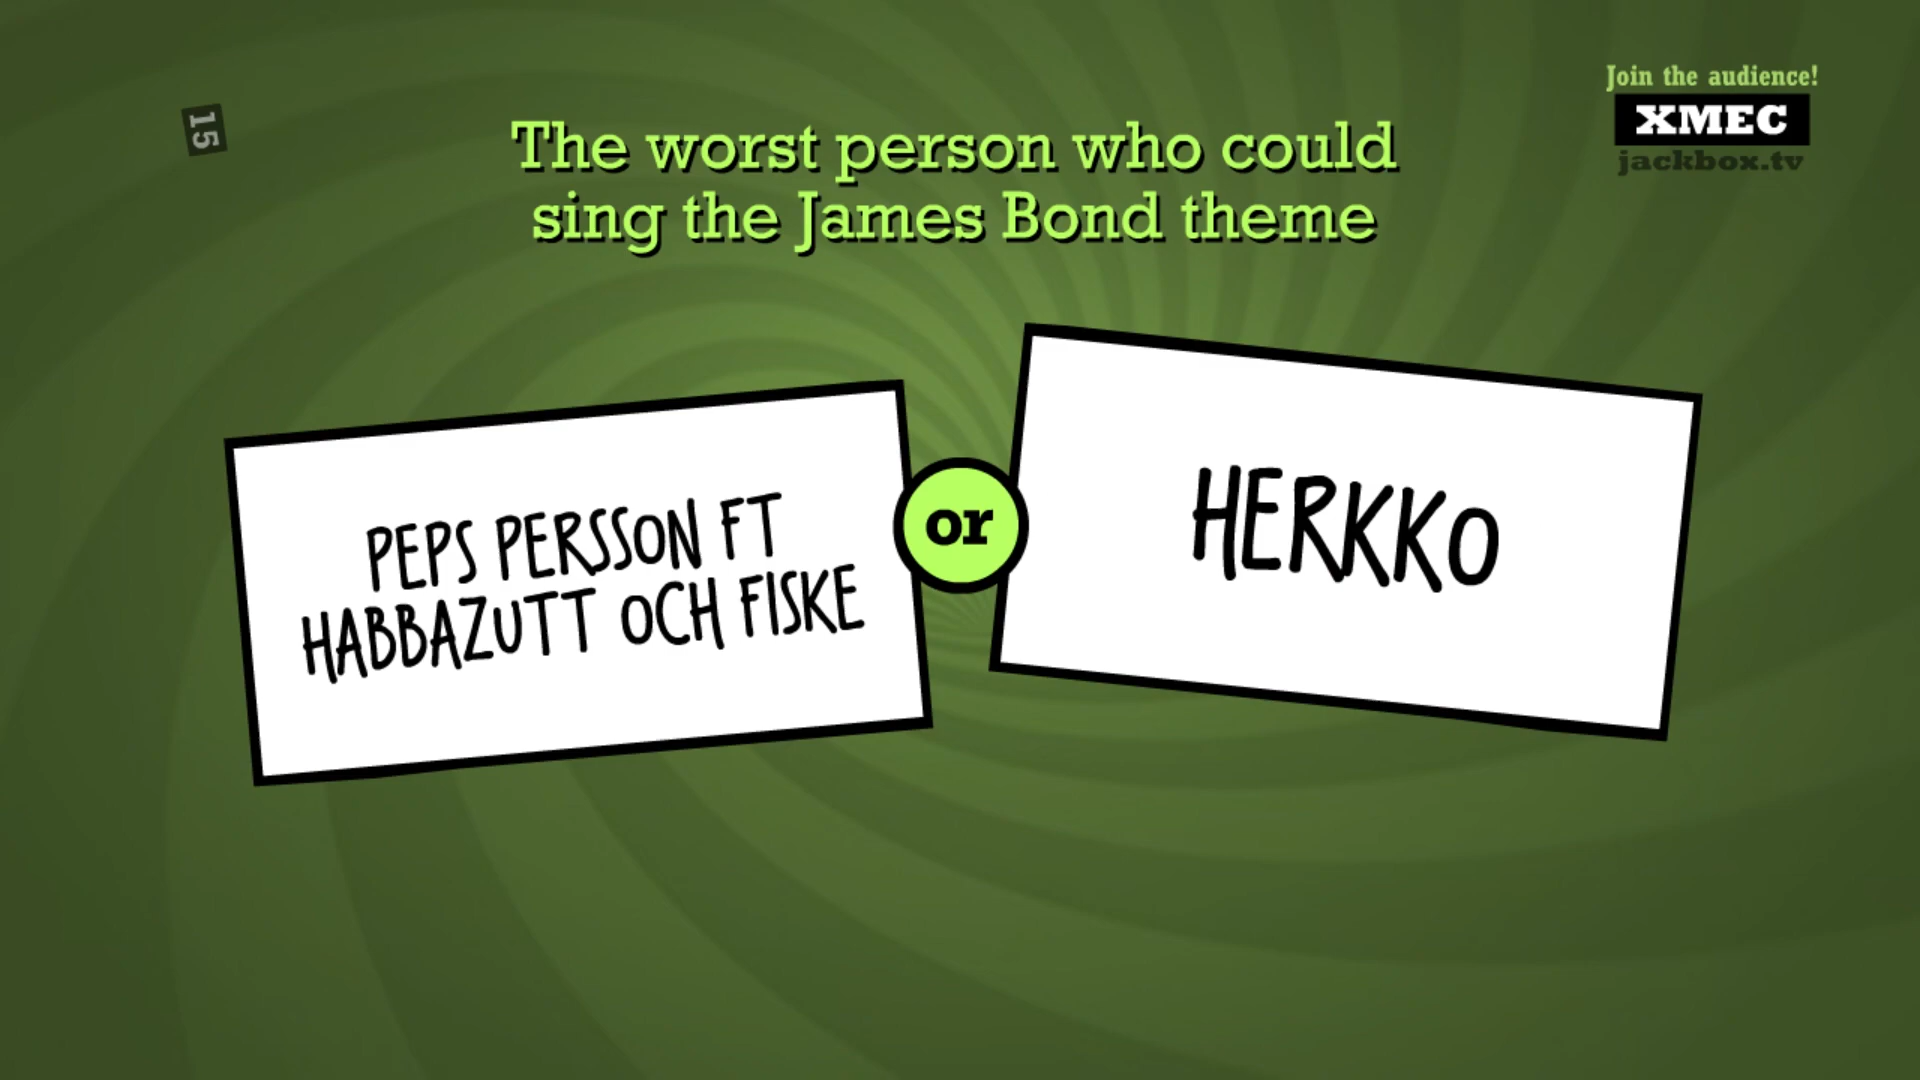 Join the audience!
XMEC
jackbox.tv
15
The worst person who could
sing the James Bond theme
PEPS PERSSON FT
HABBAZUTT OCH FISKE
or
HERKKO